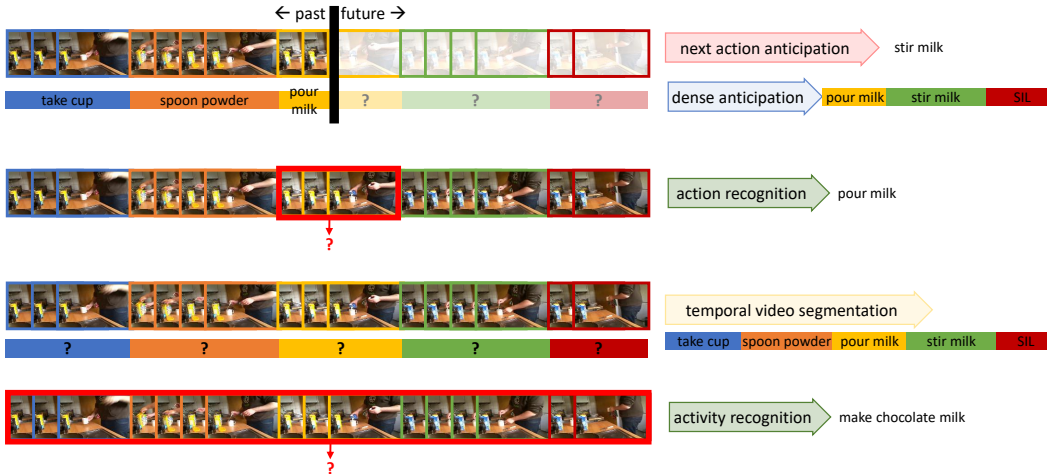 ← past future →
next action anticipation stir milk
take cup spoon powder pour milk ? ? ?
dense anticipation pour milk stir milk SIL
action recognition pour milk
?
temporal video segmentation
? ? ? ? ?
take cup spoon powder pour milk stir milk SIL
activity recognition make chocolate milk
?